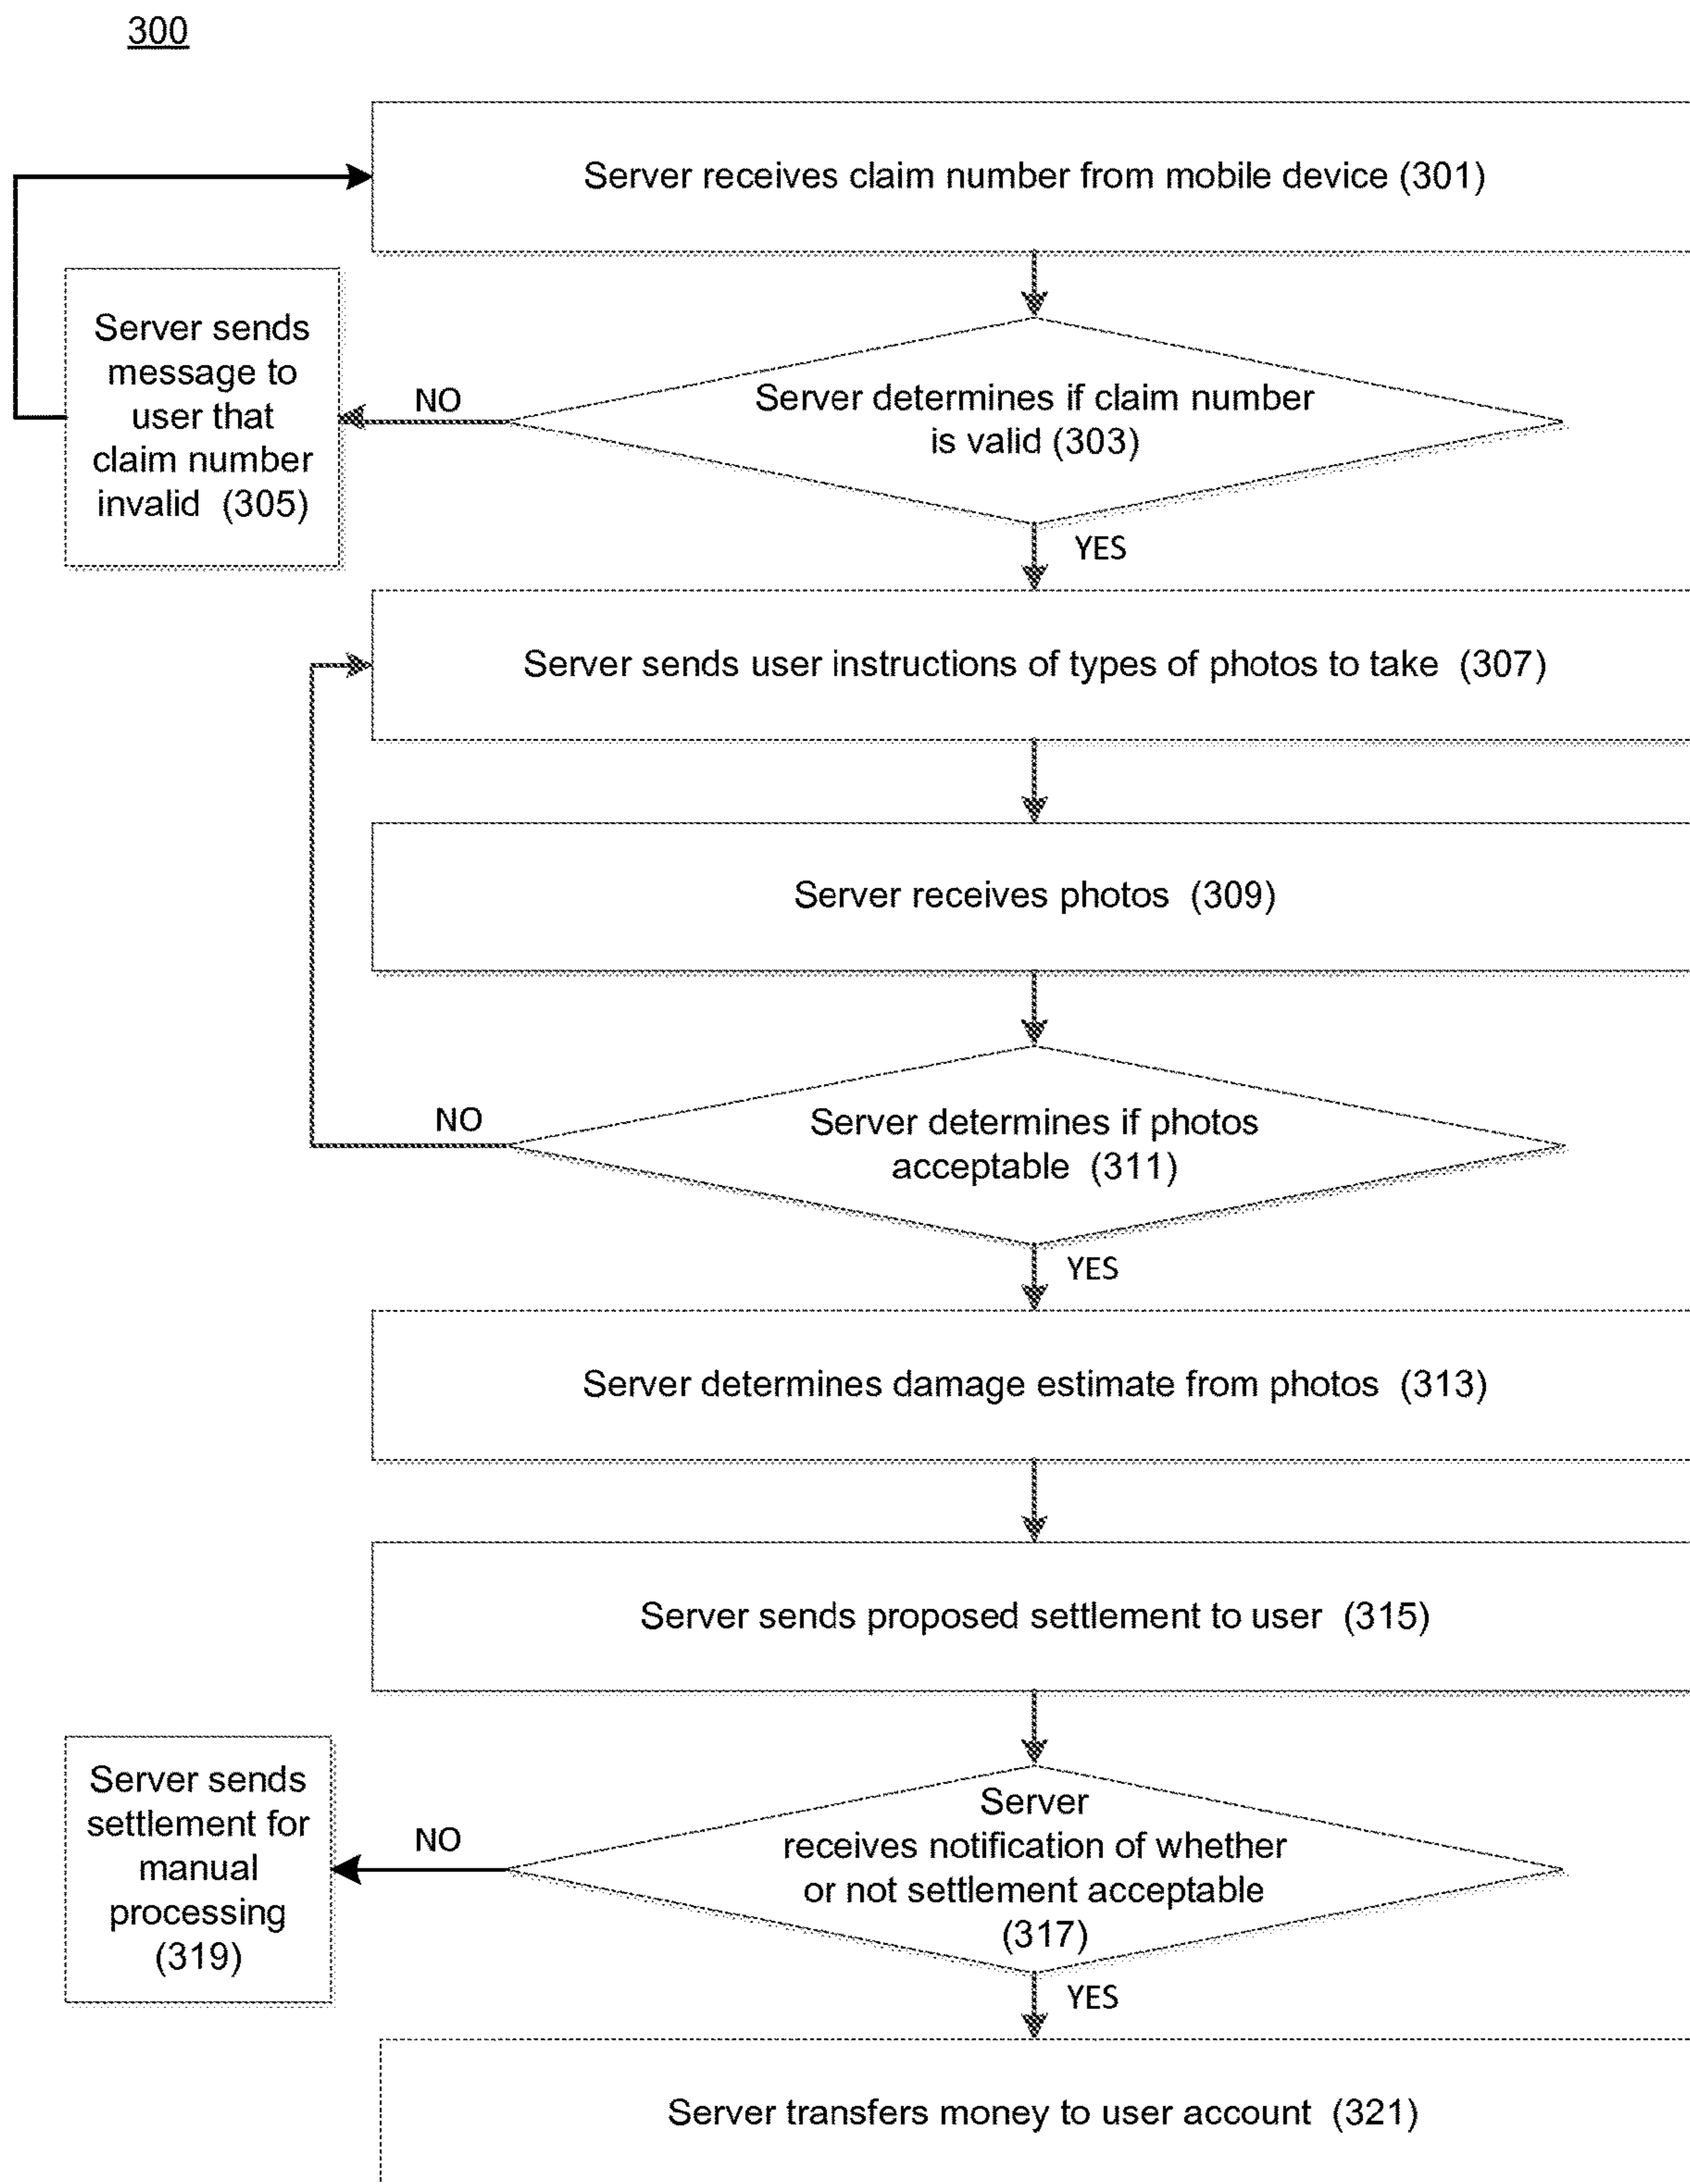 300
Server receives claim number from mobile device (301)
Server sends
message to
user that
claim number
invalid (305)
NO
Server determines if claim number
is valid (303)
YES
Server sends user instructions of types of photos to take (307)
Server receives photos (309)
NO
Server determines if photos
acceptable (311)
YES
Server determines damage estimate from photos (313)
Server sends proposed settlement to user (315)
Server sends
settlement for
manual
processing
(319)
NO
Server
receives notification of whether
or not settlement acceptable
(317)
YES
Server transfers money to user account (321)